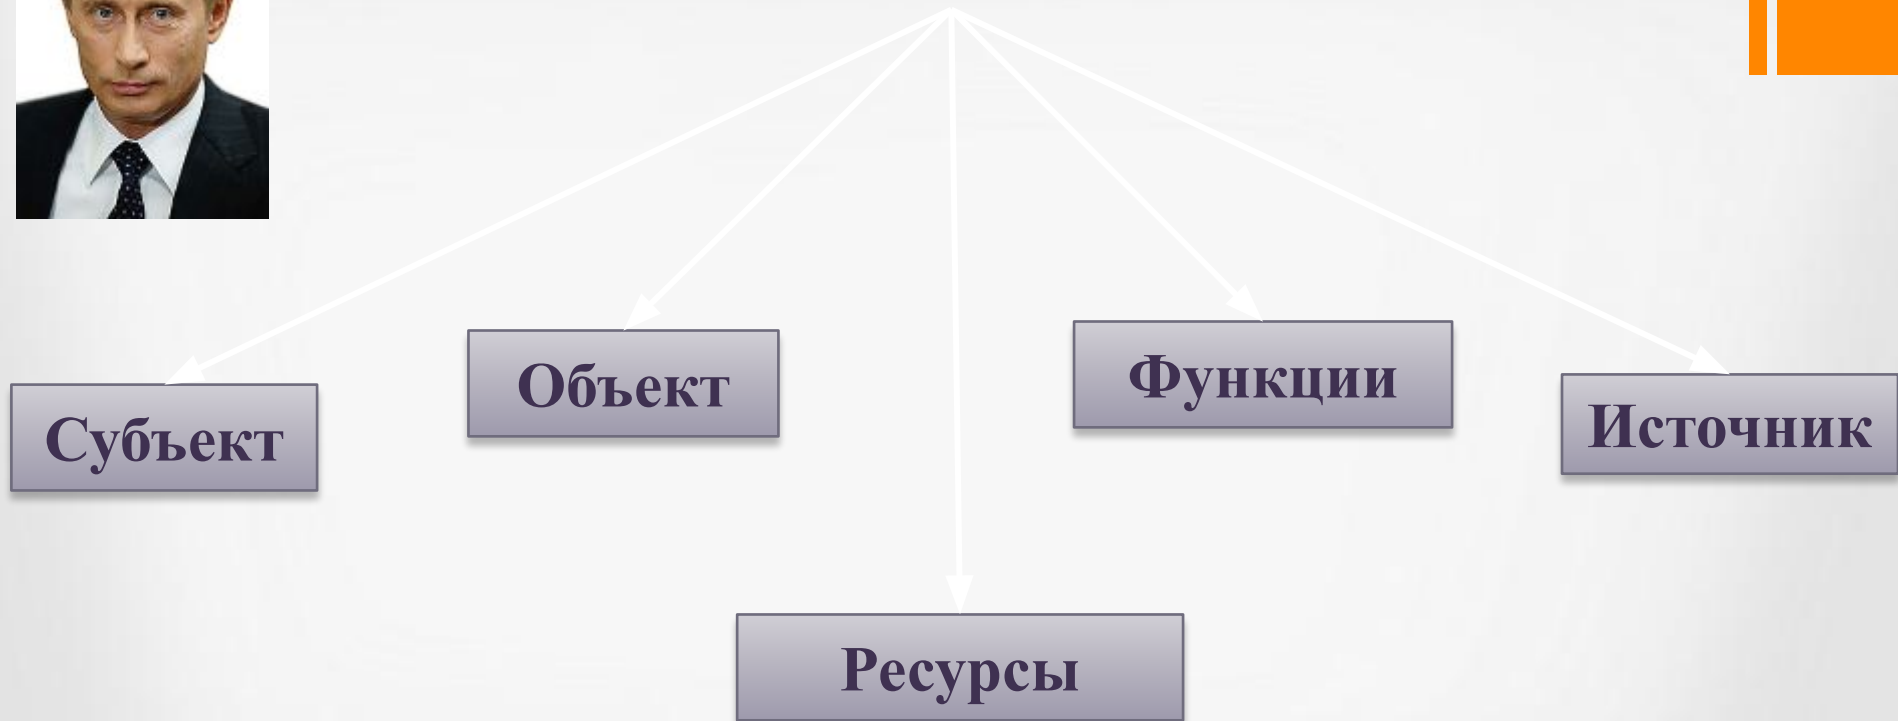 Субъект
Объект
Ресурсы
Функции
Источник